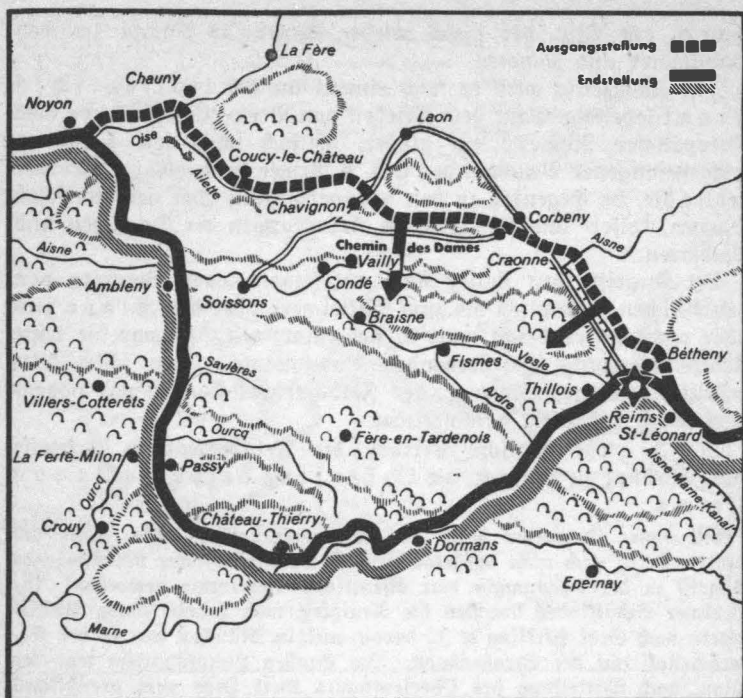 La Fère
Ausgangsstellung
Endstellung
Chauny
Noyon
Oise
Ailette
Laon
Coucy-le-Château
Chavignon
Corbeny
Aisne
Aisne
Chemin des Dames
Craonne
Vailly
Condé
Ambleny
Soissons
Braisne
Vesle
Fismes
Bétheny
Savières
Ardre
Thillois
Villers-Cotterêts
Reims
Ourcq
Fère-en-Tardenois
St-Léonard
La Ferté-Milon
Passy
Aisne-Marne-Kanal
Ourcq
Crouy
Château-Thierry
Dormans
Epernay
Marne